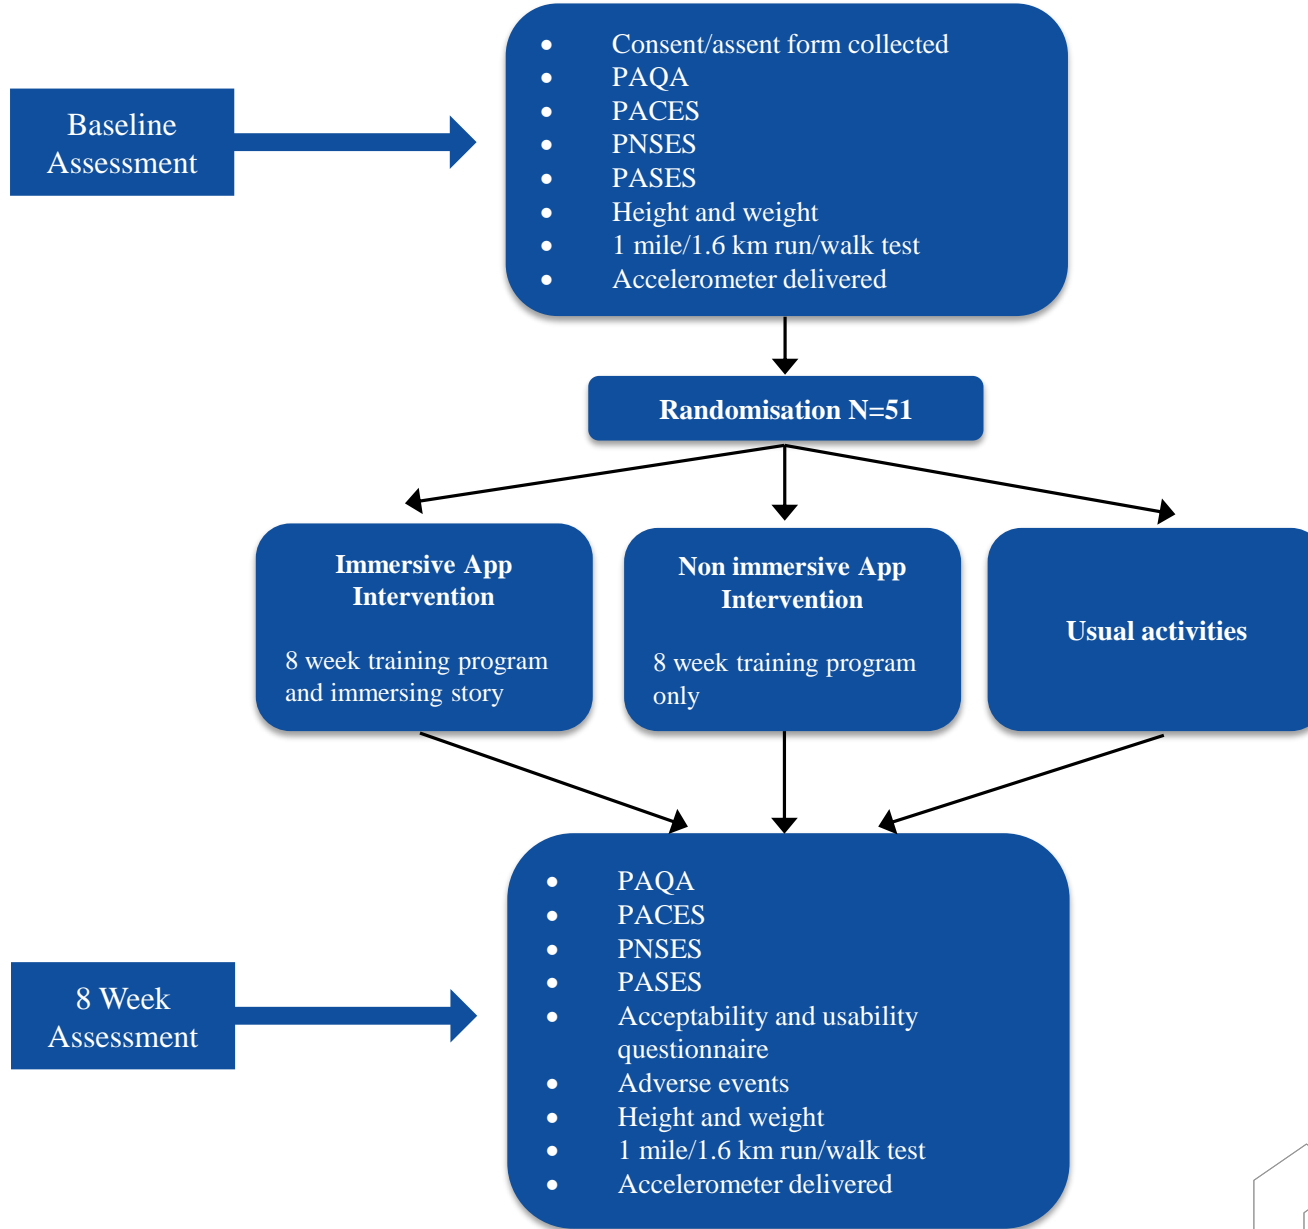 Baseline
Assessment
• Consent/assent form collected
• PAQA
• PACES
• PNSES
• PASES
• Height and weight
• 1 mile/1.6 km run/walk test
• Accelerometer delivered
Randomisation N=51
Immersive App
Intervention
8 week training program
and immersing story
Non immersive App
Intervention
8 week training program
only
Usual activities
8 Week
Assessment
• PAQA
• PACES
• PNSES
• PASES
• Acceptability and usability
questionnaire
• Adverse events
• Height and weight
• 1 mile/1.6 km run/walk test
• Accelerometer delivered